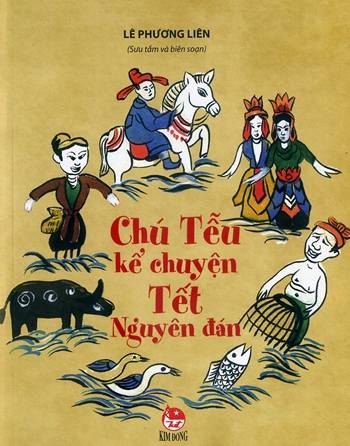 LÊ PHƯƠNG LIÊN
(Sưu tầm và biên soạn)
Chú Tễu
kể chuyện
Tết
Nguyên đán
KIM ĐỒNG